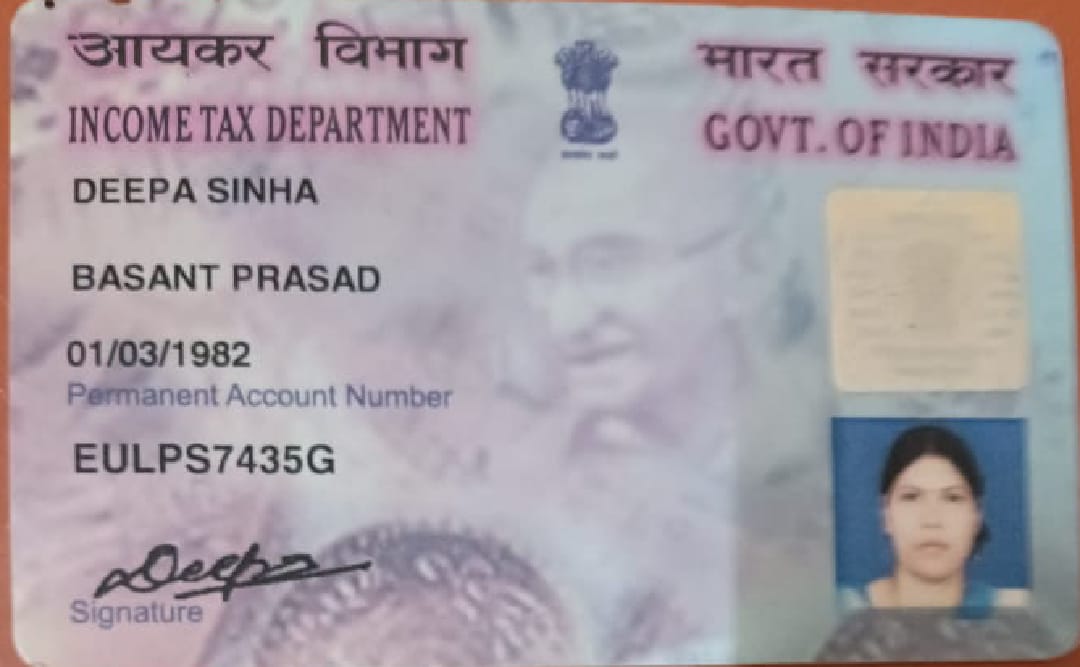 आयकर विभाग
INCOME TAX DEPARTMENT
भारत सरकार
GOVT. OF INDIA
DEEPA SINHA
BASANT PRASAD
01/03/1982
Permanent Account Number
EULPS7435G
Deepa
Signature